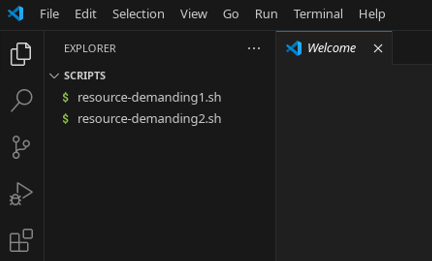 File Edit Selection View Go Run Terminal Help
EXPLORER ···
Welcome
SCRIPTS
$ resource-demanding1.sh
$ resource-demanding2.sh